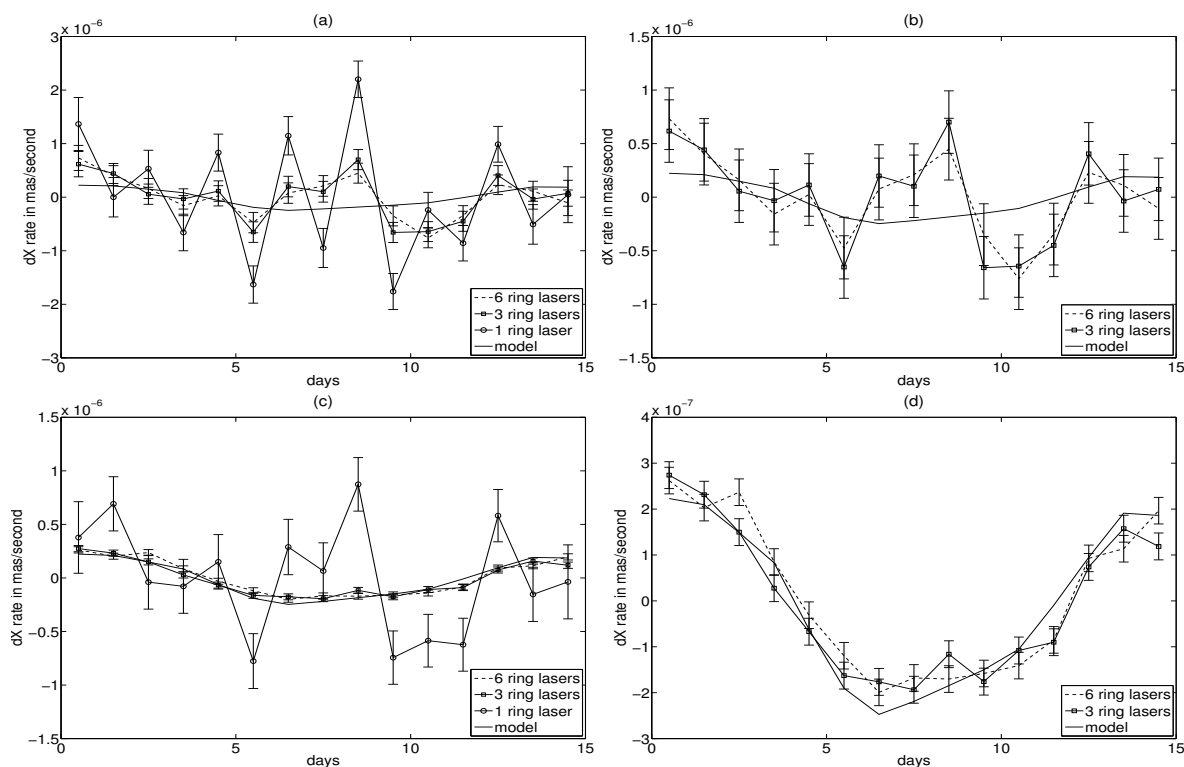 (a)
x 10⁻⁶
3
2
1
0
−1
−2
−3
0
5
10
15
dX rate in mas/second
days
6 ring lasers
3 ring lasers
1 ring laser
model
(b)
x 10⁻⁶
1.5
1
0.5
0
−0.5
−1
−1.5
0
5
10
15
dX rate in mas/second
days
6 ring lasers
3 ring lasers
model
(c)
x 10⁻⁶
1.5
1
0.5
0
−0.5
−1
−1.5
0
5
10
15
dX rate in mas/second
days
6 ring lasers
3 ring lasers
1 ring laser
model
(d)
x 10⁻⁷
4
3
2
1
0
−1
−2
−3
0
5
10
15
dX rate in mas/second
days
6 ring lasers
3 ring lasers
model